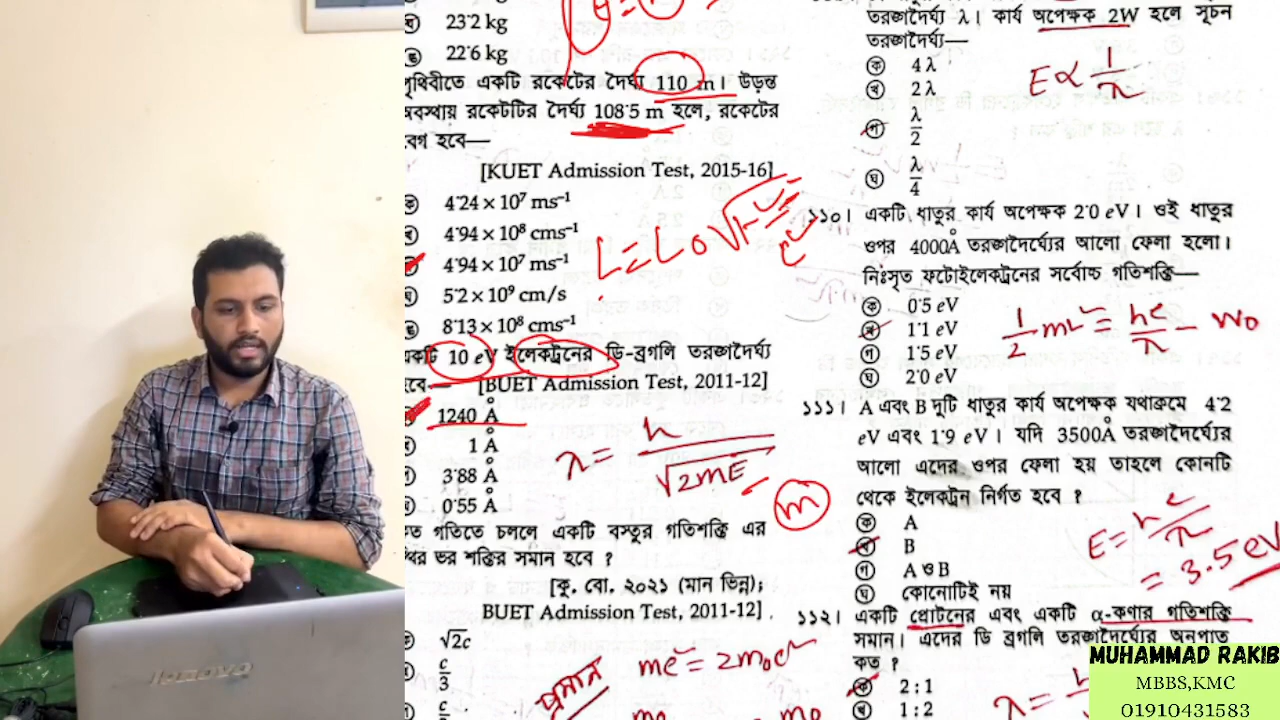 খ 23·2 kg
ঙ 22·6 kg
পৃথিবীতে একটি রকেটের দৈর্ঘ্য 110 m। উড়ন্ত
অবস্থায় রকেটটির দৈর্ঘ্য 108·5 m হলে, রকেটের
বেগ হবে—
[KUET Admission Test, 2015-16]
4·24 × 10⁷ ms⁻¹
4·94 × 10⁸ cms⁻¹
4·94 × 10⁷ ms⁻¹
5·2 × 10⁹ cm/s
8·13 × 10⁸ cms⁻¹
L = L₀√1-v²/c²
একটি 10 eV ইলেকট্রনের ডি-ব্রগলি তরঙ্গদৈর্ঘ্য
হবে— [BUET Admission Test, 2011-12]
1240 Å
1 Å
3·88 Å
0·55 Å
λ = h/√2mE
m
ত গতিতে চললে একটি বস্তুর গতিশক্তি এর
ভর শক্তির সমান হবে ?
[কু. বো. ২০২১ (মান ভিন্ন);
BUET Admission Test, 2011-12]
√2c
c/3
প্রমান
mc² = 2m₀c²
তরঙ্গদৈর্ঘ্য λ। কার্য অপেক্ষক 2W হলে সূচন
তরঙ্গদৈর্ঘ্য—
ক 4λ
খ 2λ
গ λ/2
ঘ λ/4
E ∝ 1/λ
১১০। একটি ধাতুর কার্য অপেক্ষক 2·0 eV। ওই ধাতুর
ওপর 4000Å তরঙ্গদৈর্ঘ্যের আলো ফেলা হলো।
নিঃসৃত ফটোইলেকট্রনের সর্বোচ্চ গতিশক্তি—
ক 0·5 eV
খ 1·1 eV
গ 1·5 eV
ঘ 2·0 eV
½mv² = hc/λ - W₀
১১১। A এবং B দুটি ধাতুর কার্য অপেক্ষক যথাক্রমে 4·2
eV এবং 1·9 eV। যদি 3500Å তরঙ্গদৈর্ঘ্যের
আলো এদের ওপর ফেলা হয় তাহলে কোনটি
থেকে ইলেকট্রন নির্গত হবে ?
ক A
খ B
গ A ও B
ঘ কোনোটিই নয়
E = hc/λ
= 3.5 eV
১১২। একটি প্রোটনের এবং একটি α-কণার গতিশক্তি
সমান। এদের ডি ব্রগলি তরঙ্গদৈর্ঘ্যের অনুপাত
কত ?
ক 2 : 1
খ 1 : 2
λ = h
MUHAMMAD RAKIB
MBBS,KMC
01910431583
lenovo